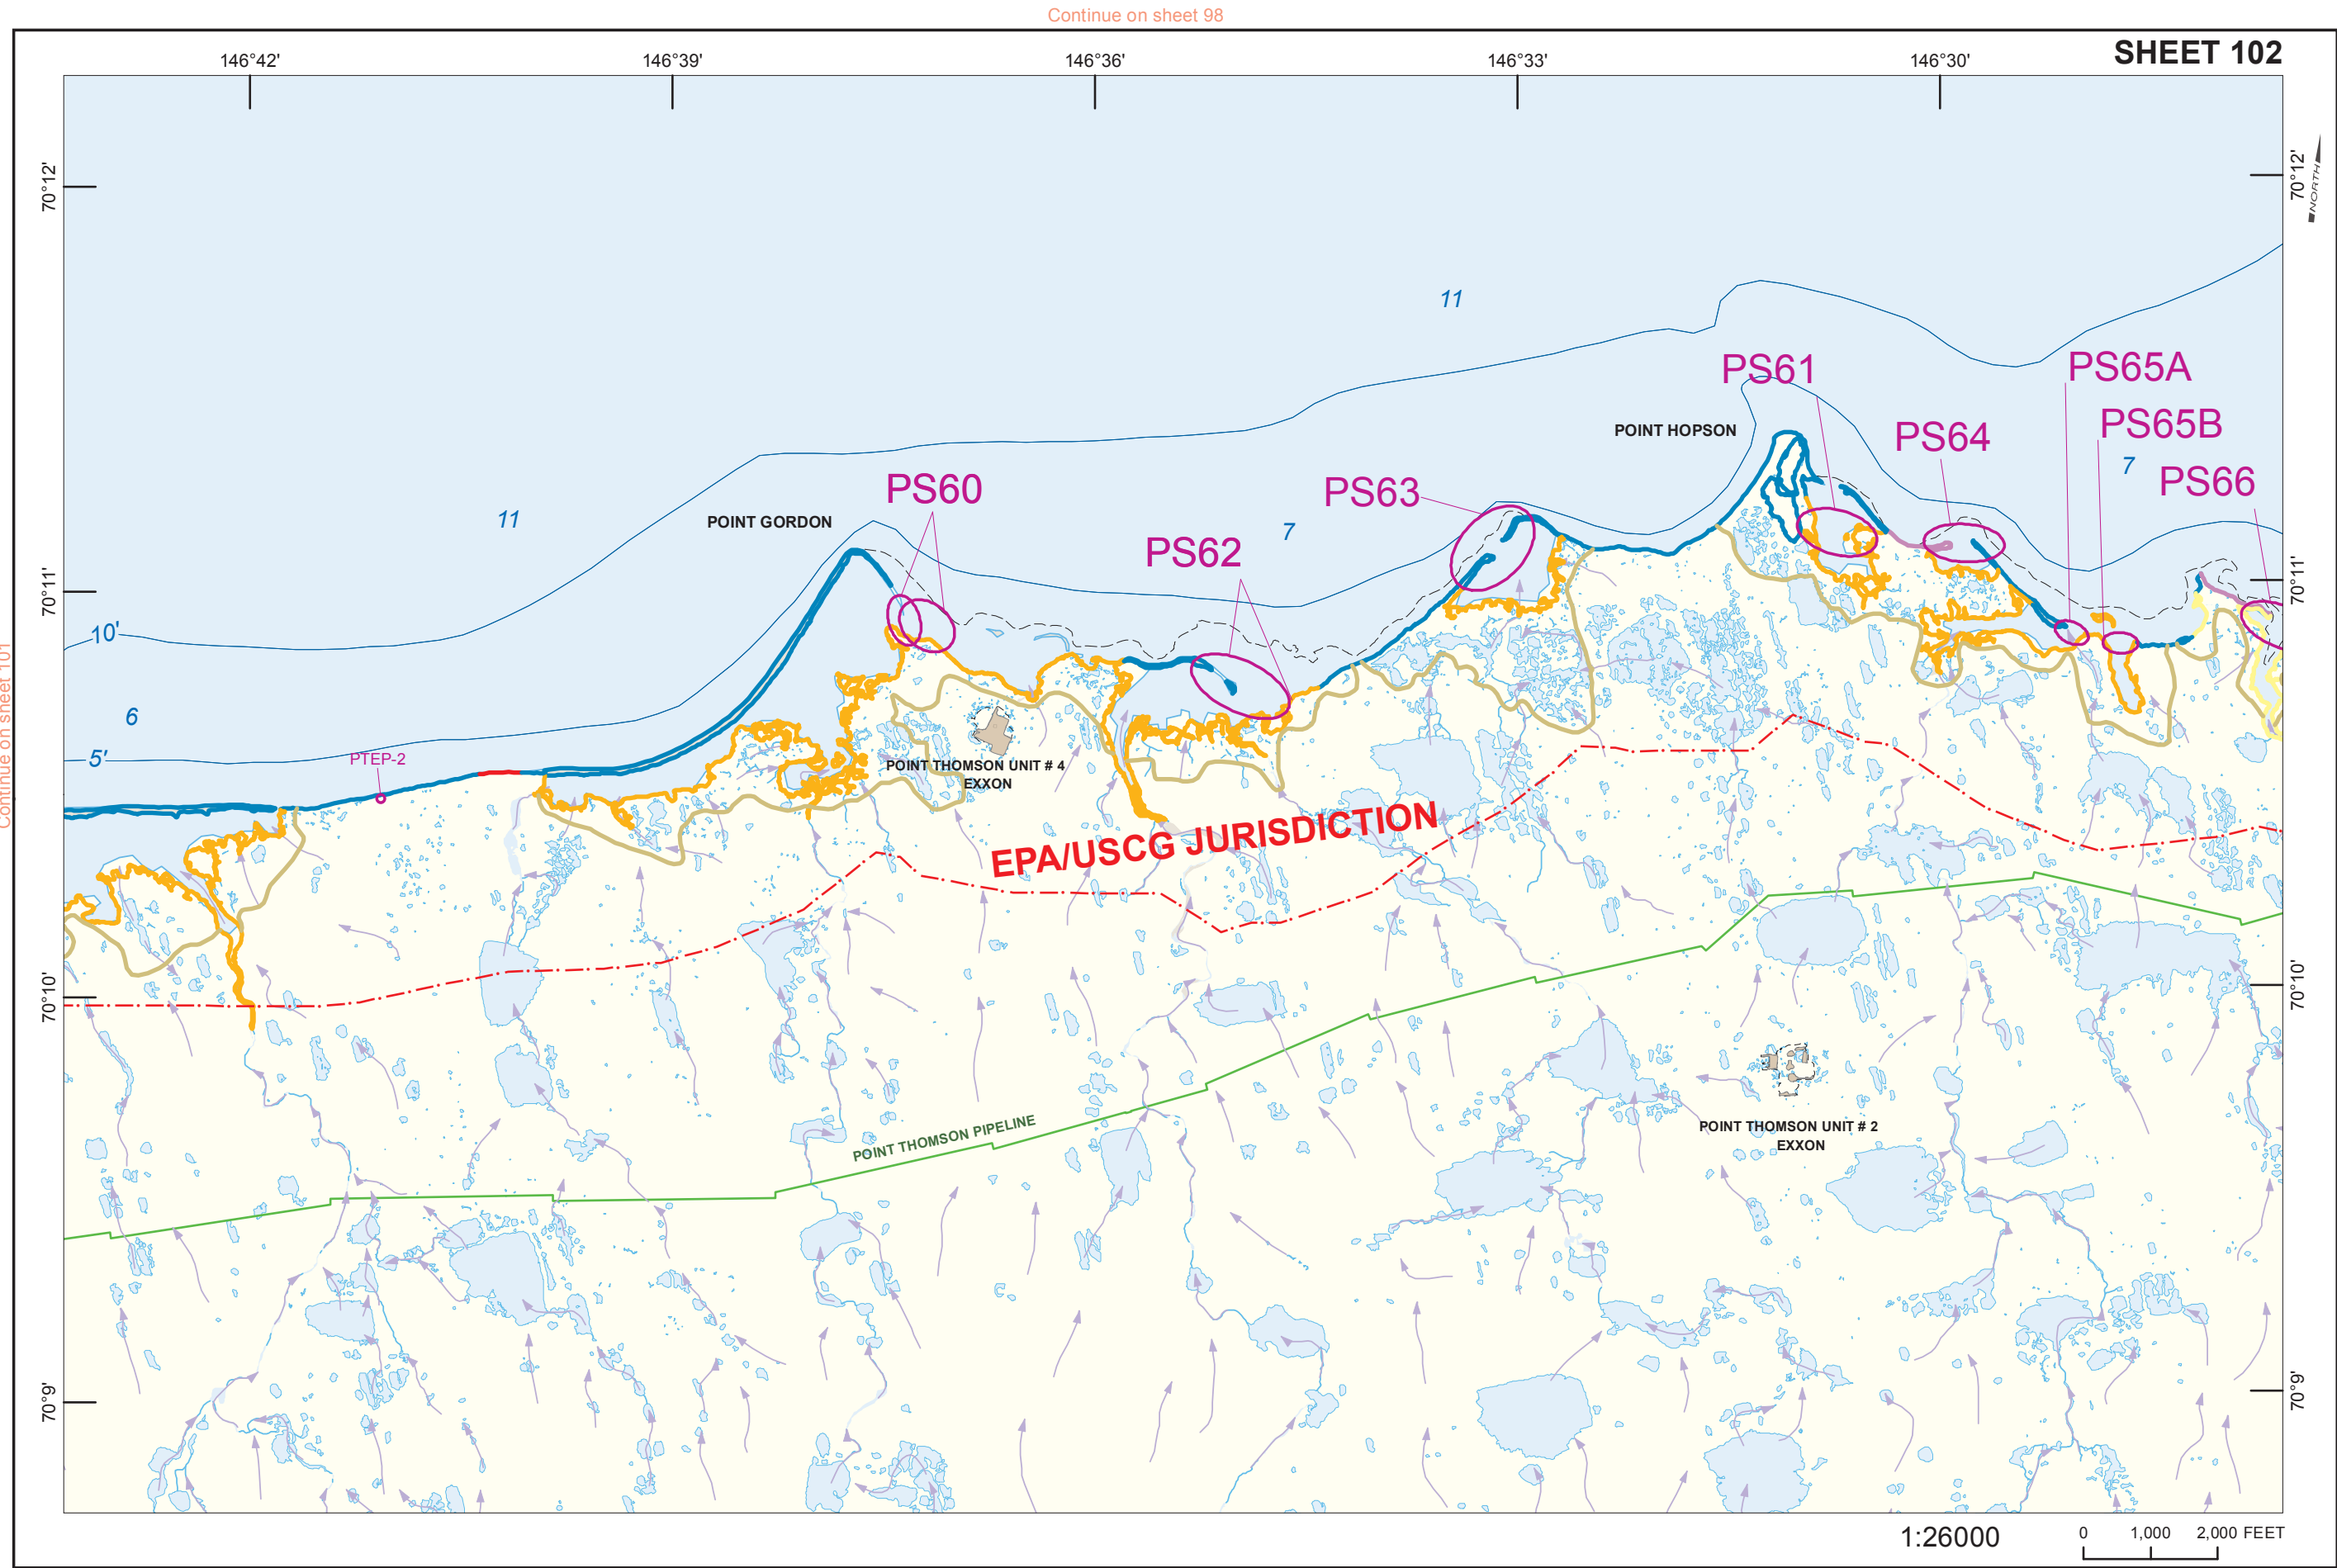 Continue on sheet 98
SHEET 102
146°42'
146°39'
146°36'
146°33'
146°30'
70°12'
70°12'
NORTH
11
PS61
PS65A
PS65B
POINT HOPSON
PS64
7
PS66
PS60
PS63
11
POINT GORDON
7
PS62
70°11'
70°11'
10'
Continue on sheet 101
6
5'
PTEP-2
POINT THOMSON UNIT # 4
EXXON
EPA/USCG JURISDICTION
70°10'
70°10'
POINT THOMSON PIPELINE
POINT THOMSON UNIT # 2
EXXON
70°9'
70°9'
1:26000
0 1,000 2,000 FEET